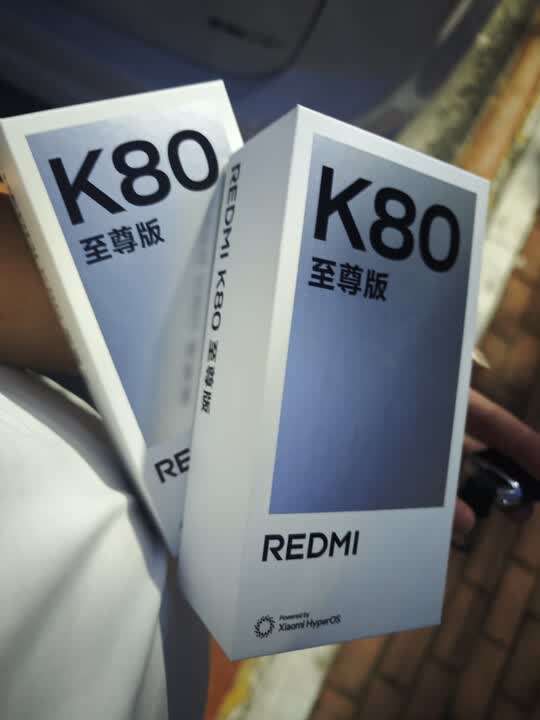 K80
至尊版
RE
REDMI K80 至尊版
K80
至尊版
REDMI
Powered by
Xiaomi HyperOS